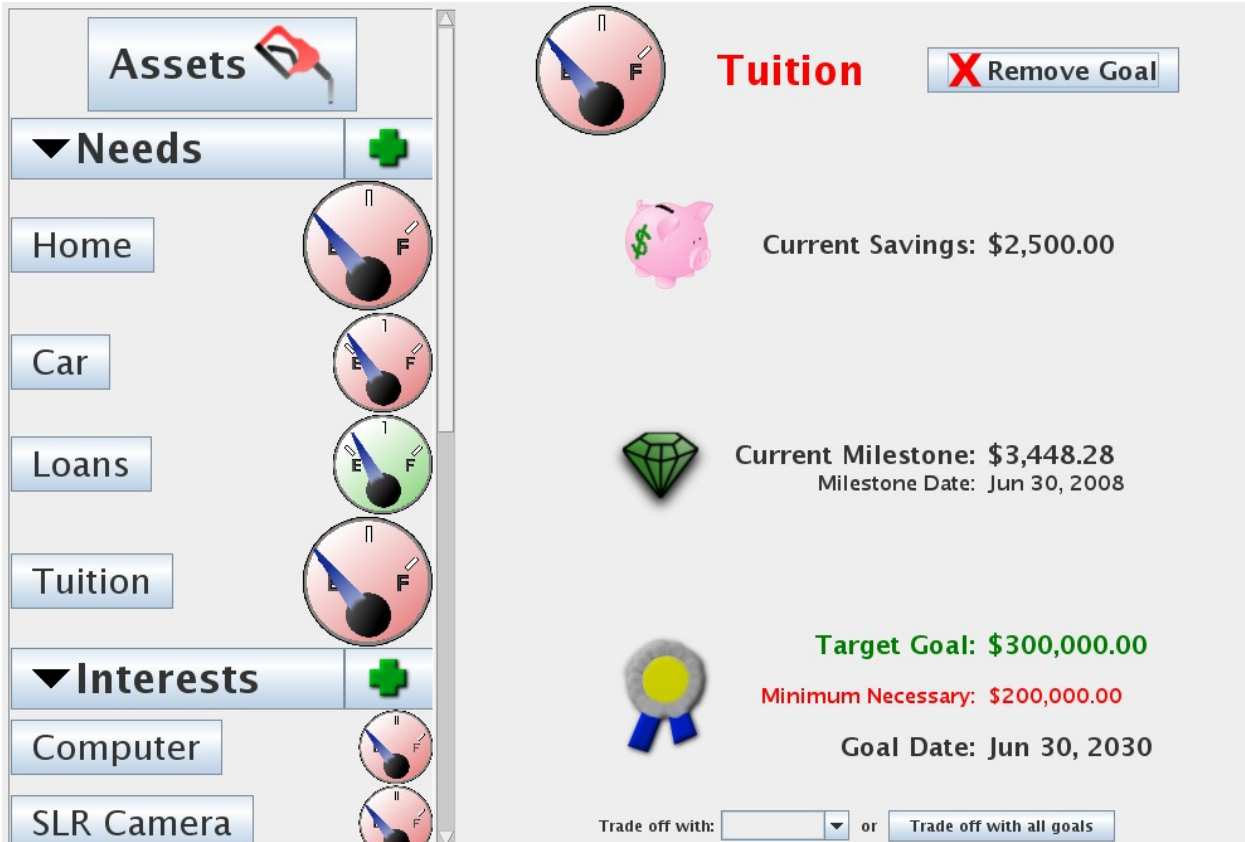 Assets
Needs
Home
E F
Car
E F
Loans
E F
Tuition
E F
Interests
Computer
E F
SLR Camera
E F
E F
Tuition
X Remove Goal
$
Current Savings: $2,500.00
Current Milestone: $3,448.28
Milestone Date: Jun 30, 2008
Target Goal: $300,000.00
Minimum Necessary: $200,000.00
Goal Date: Jun 30, 2030
Trade off with: or Trade off with all goals